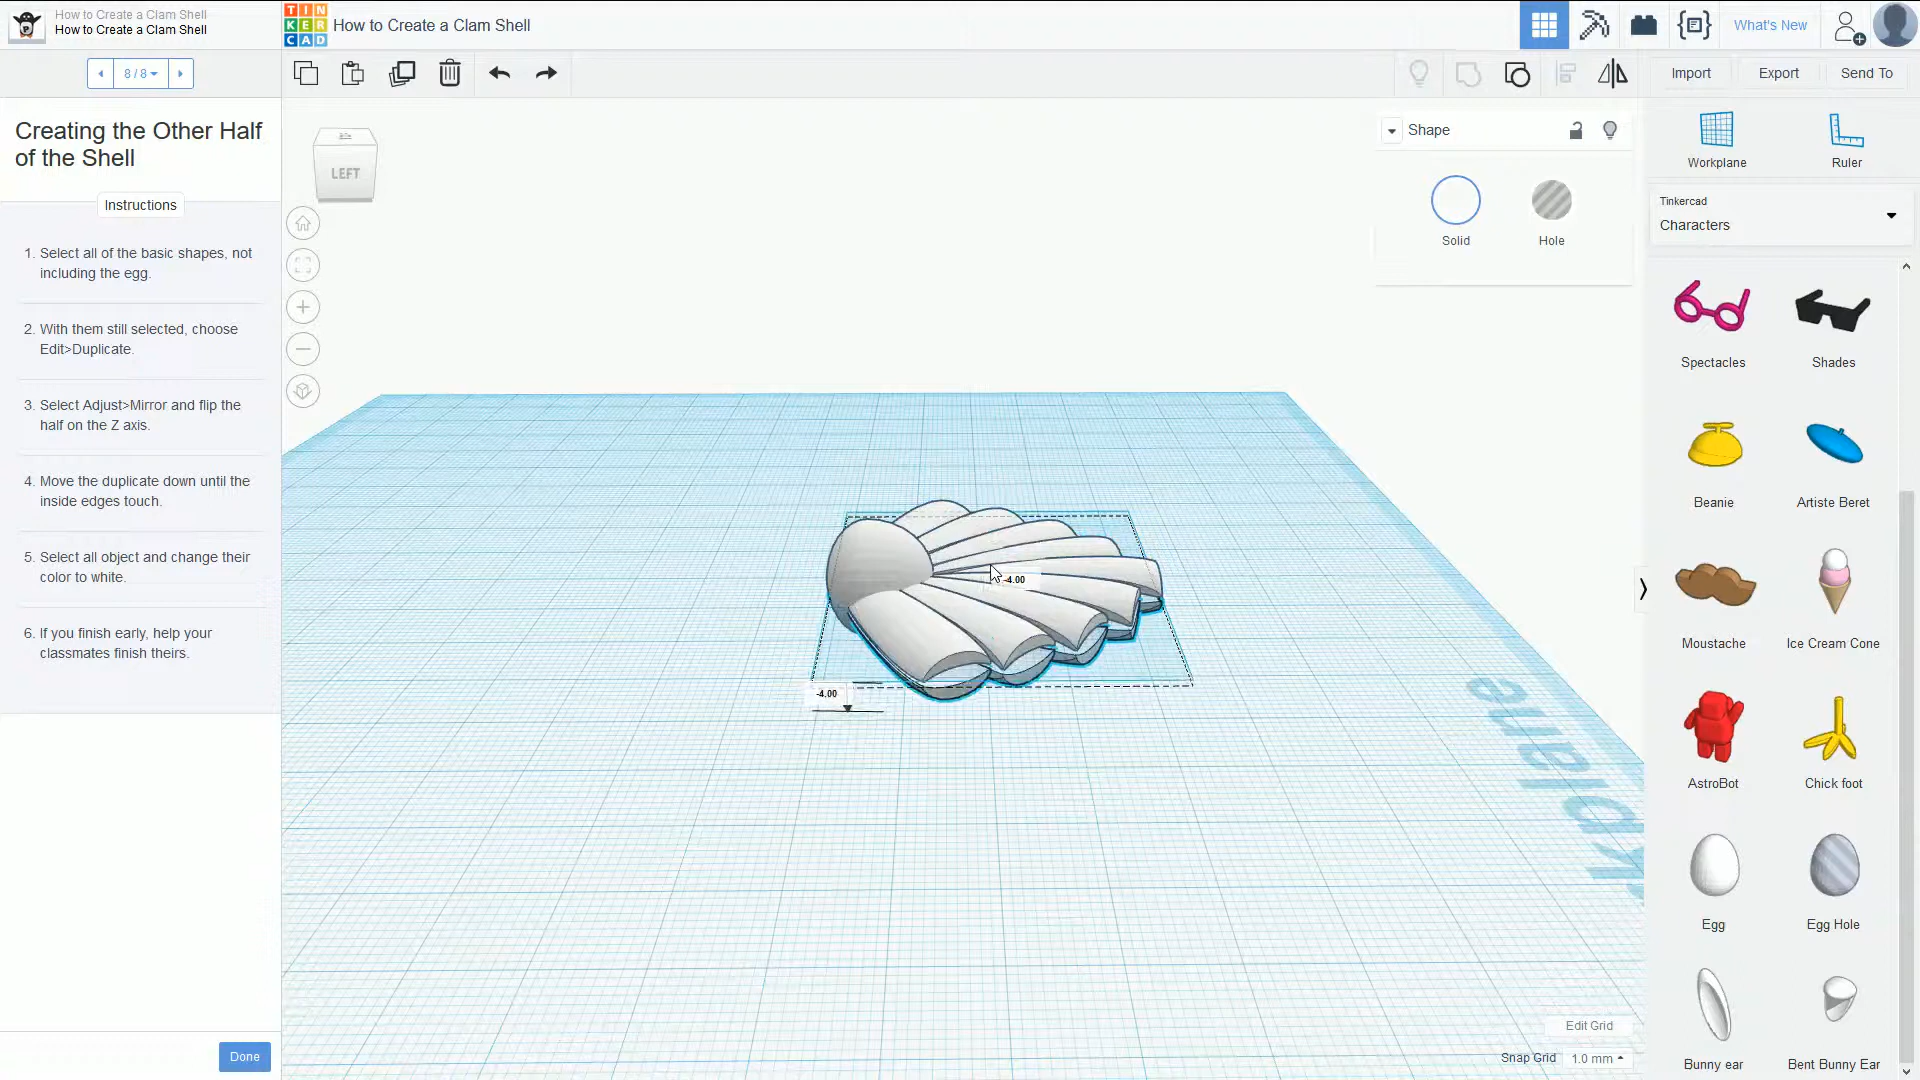 How to Create a Clam Shell
How to Create a Clam Shell
TIN
KER
CAD
How to Create a Clam Shell
What's New
8 / 8
Import
Export
Send To
Creating the Other Half
of the Shell
Instructions
1. Select all of the basic shapes, not
including the egg.
2. With them still selected, choose
Edit>Duplicate.
3. Select Adjust>Mirror and flip the
half on the Z axis.
4. Move the duplicate down until the
inside edges touch.
5. Select all object and change their
color to white.
6. If you finish early, help your
classmates finish theirs.
Done
LEFT
-4.00
-4.00
Shape
Solid
Hole
Workplane
Ruler
Tinkercad
Characters
Spectacles
Shades
Beanie
Artiste Beret
Moustache
Ice Cream Cone
AstroBot
Chick foot
Egg
Egg Hole
Bunny ear
Bent Bunny Ear
Edit Grid
Snap Grid
1.0 mm